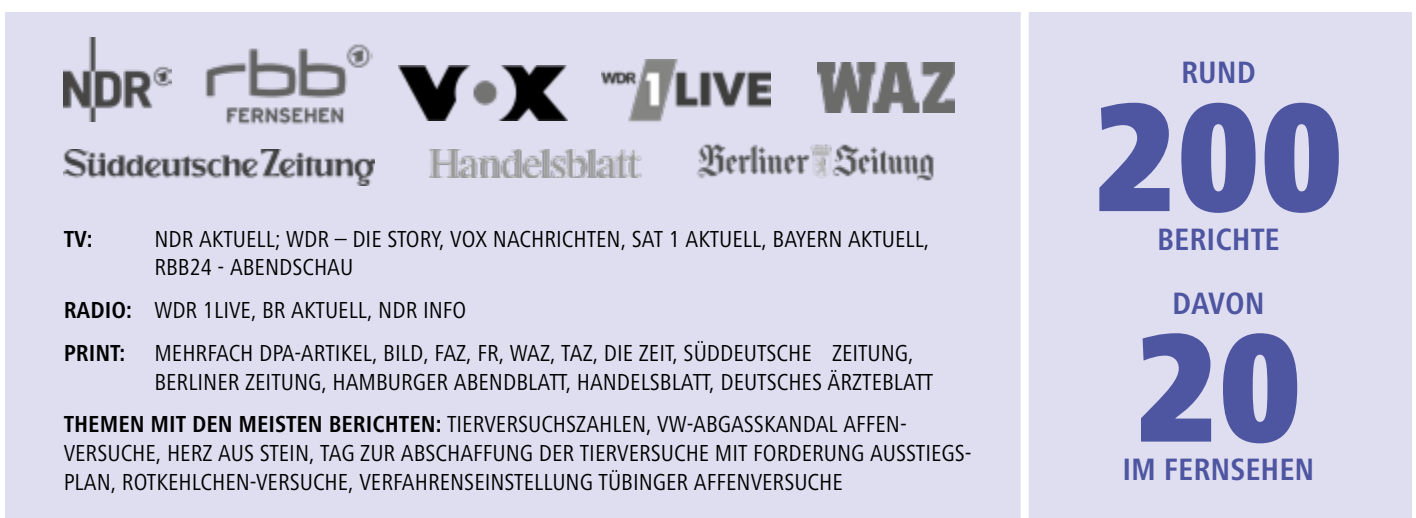 NDR
rbb
FERNSEHEN
VOX
WDR 1LIVE
WAZ
Süddeutsche Zeitung
Handelsblatt
Berliner Zeitung
TV: NDR AKTUELL; WDR – DIE STORY, VOX NACHRICHTEN, SAT 1 AKTUELL, BAYERN AKTUELL,
RBB24 - ABENDSCHAU
RADIO: WDR 1LIVE, BR AKTUELL, NDR INFO
PRINT: MEHRFACH DPA-ARTIKEL, BILD, FAZ, FR, WAZ, TAZ, DIE ZEIT, SÜDDEUTSCHE ZEITUNG,
BERLINER ZEITUNG, HAMBURGER ABENDBLATT, HANDELSBLATT, DEUTSCHES ÄRZTEBLATT
THEMEN MIT DEN MEISTEN BERICHTEN: TIERVERSUCHSZAHLEN, VW-ABGASSKANDAL AFFEN-
VERSUCHE, HERZ AUS STEIN, TAG ZUR ABSCHAFFUNG DER TIERVERSUCHE MIT FORDERUNG AUSSTIEGS-
PLAN, ROTKEHLCHEN-VERSUCHE, VERFAHRENSEINSTELLUNG TÜBINGER AFFENVERSUCHE
RUND
200
BERICHTE
DAVON
20
IM FERNSEHEN